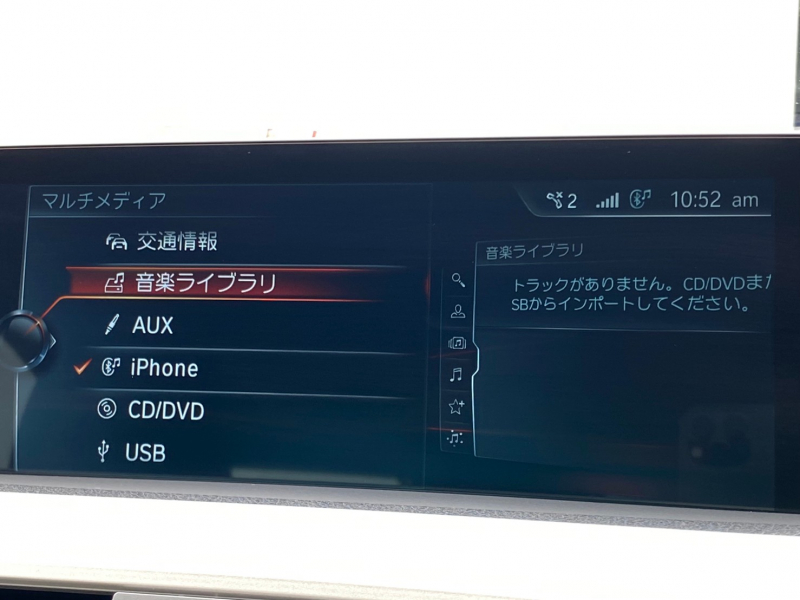 マルチメディア
2 10:52 am
交通情報
音楽ライブラリ
AUX
iPhone
CD/DVD
USB
音楽ライブラリ
トラックがありません。CD/DVDまた
SBからインポートしてください。